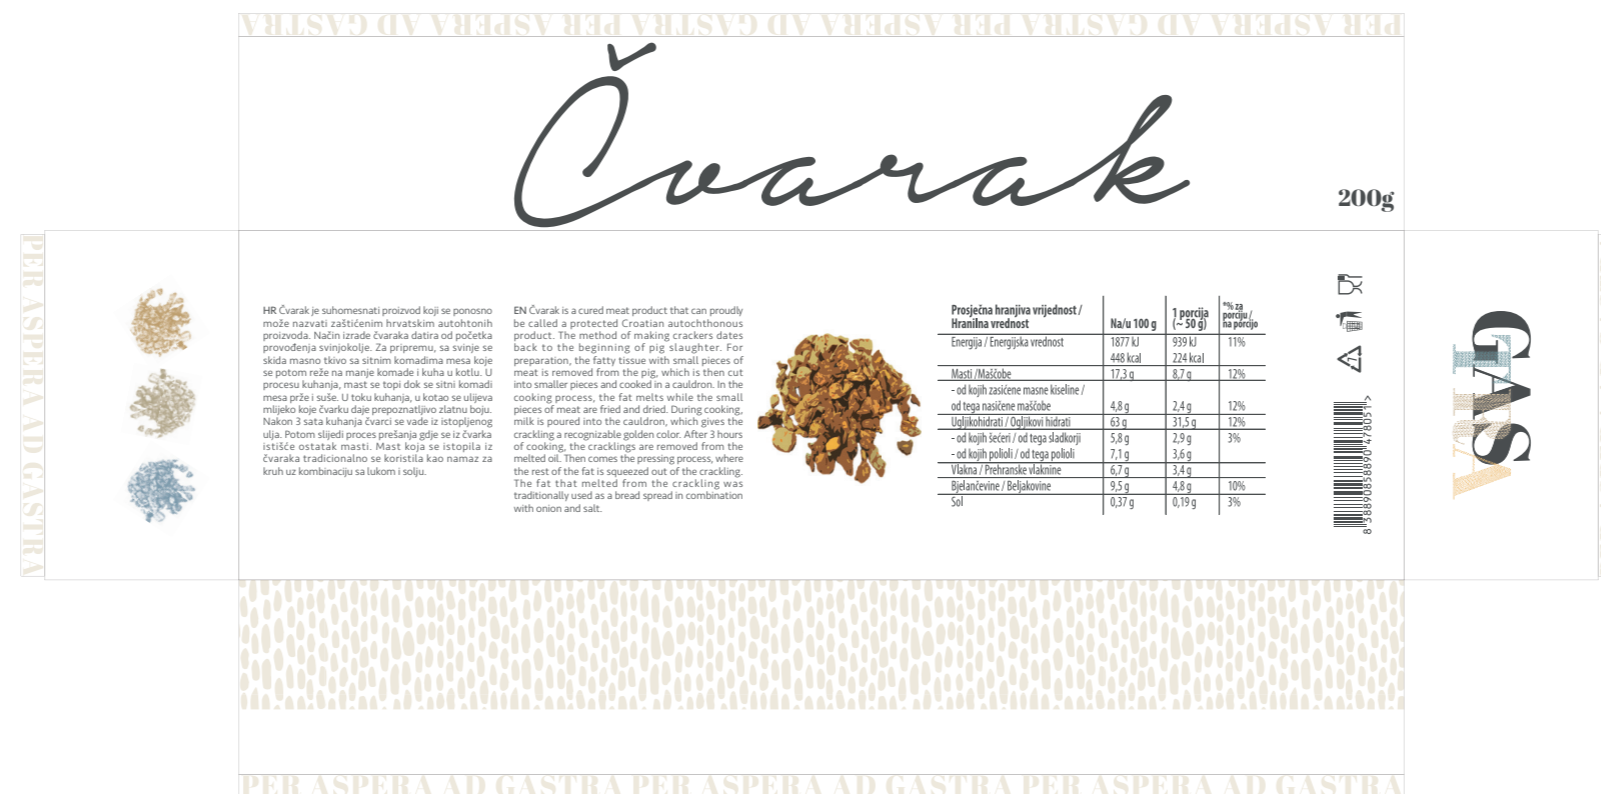 PER ASPERA AD GASTRA PER ASPERA AD GASTRA PER ASPERA AD GASTRA
Čvarak
200g
PER ASPERA AD GASTRA
HR Čvarak je suhomesnati proizvod koji se ponosno
može nazvati zaštićenim hrvatskim autohtonih
proizvoda. Način izrade čvaraka datira od početka
provođenja svinjokolje. Za pripremu, sa svinje se
skida masno tkivo sa sitnim komadima mesa koje
se potom reže na manje komade i kuha u kotlu. U
procesu kuhanja, mast se topi dok se sitni komadi
mesa prže i suše. U toku kuhanja, u kotao se ulijeva
mlijeko koje čvarku daje prepoznatljivo zlatnu boju.
Nakon 3 sata kuhanja čvarci se vade iz istopljenog
ulja. Potom slijedi proces prešanja gdje se iz čvarka
istišće ostatak masti. Mast koja se istopila iz
čvaraka tradicionalno se koristila kao namaz za
kruh uz kombinaciju sa lukom i solju.
EN Čvarak is a cured meat product that can proudly
be called a protected Croatian autochthonous
product. The method of making crackers dates
back to the beginning of pig slaughter. For
preparation, the fatty tissue with small pieces of
meat is removed from the pig, which is then cut
into smaller pieces and cooked in a cauldron. In the
cooking process, the fat melts while the small
pieces of meat are fried and dried. During cooking,
milk is poured into the cauldron, which gives the
crackling a recognizable golden color. After 3 hours
of cooking, the cracklings are removed from the
melted oil. Then comes the pressing process, where
the rest of the fat is squeezed out of the crackling.
The fat that melted from the crackling was
traditionally used as a bread spread in combination
with onion and salt.
Prosječna hranjiva vrijednost /
Hranilna vrednost
Na/u 100 g
1 porcija
(~ 50 g)
*% za
porciju /
na porcijo
Energija / Energijska vrednost 1877 kJ 939 kJ 11%
448 kcal 224 kcal
Masti /Maščobe 17,3 g 8,7 g 12%
- od kojih zasićene masne kiseline /
od tega nasičene maščobe 4,8 g 2,4 g 12%
Ugljikohidrati / Ogljikovi hidrati 63 g 31,5 g 12%
- od kojih šećeri / od tega sladkorji 5,8 g 2,9 g 3%
- od kojih polioli / od tega polioli 7,1 g 3,6 g
Vlakna / Prehranske vlaknine 6,7 g 3,4 g
Bjelančevine / Beljakovine 9,5 g 4,8 g 10%
Sol 0,37 g 0,19 g 3%
8 388908 588890 478051 >
GASTRA
PER ASPERA AD GASTRA PER ASPERA AD GASTRA PER ASPERA AD GASTRA